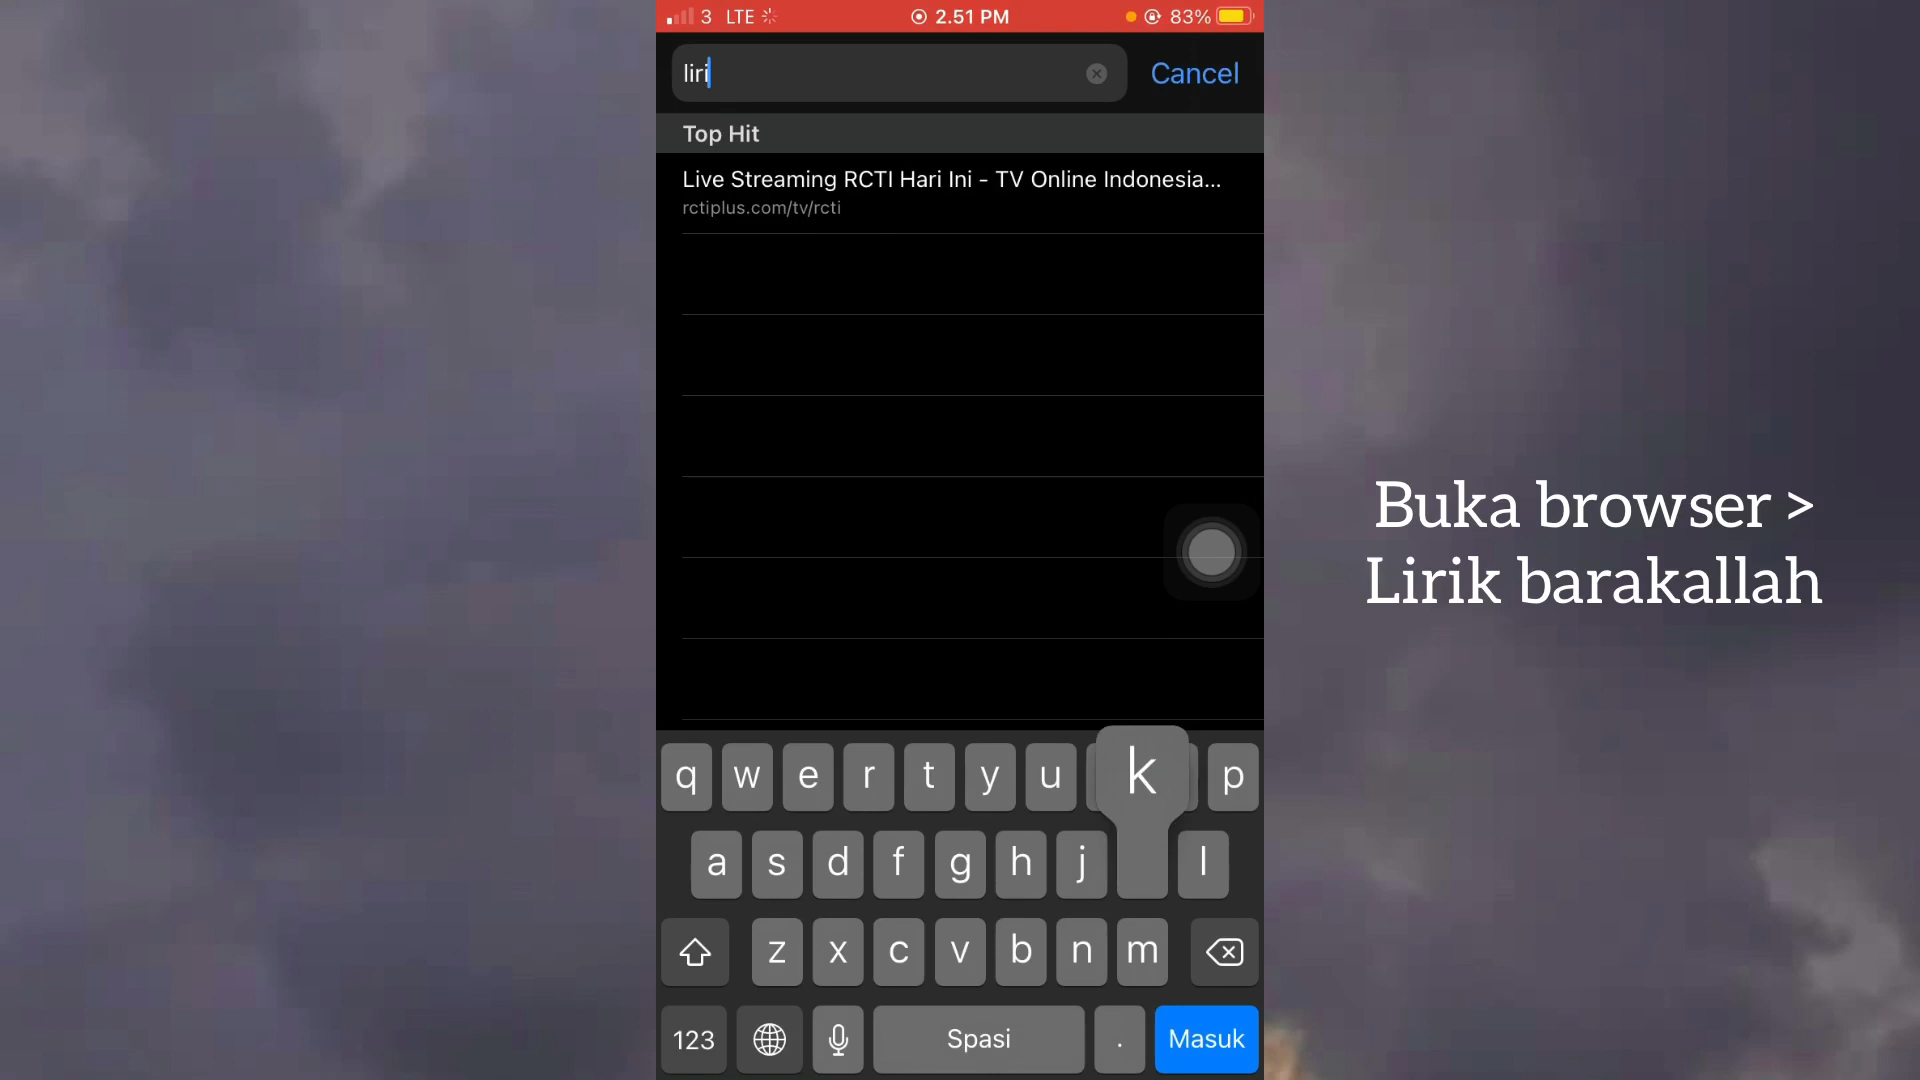 3 LTE 2.51 PM 83%
liri Cancel
Top Hit
Live Streaming RCTI Hari Ini - TV Online Indonesia...
rctiplus.com/tv/rcti
Buka browser >
Lirik barakallah
q w e r t y u k p
a s d f g h j l
z x c v b n m
123 Spasi . Masuk